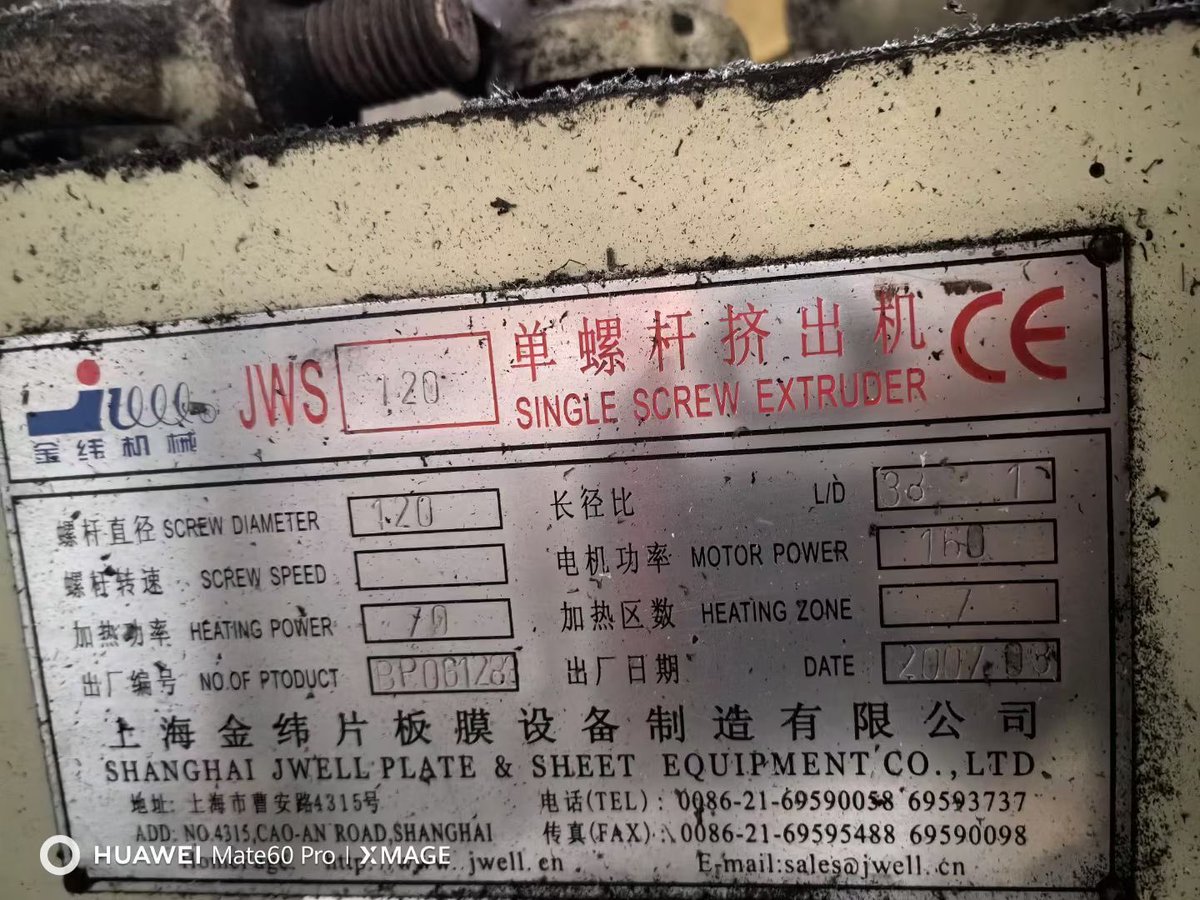 Jwell
金纬机械
JWS 120
单螺杆挤出机
SINGLE SCREW EXTRUDER
CE
螺杆直径 SCREW DIAMETER 120 长径比 L/D 1
螺杆转速 SCREW SPEED 电机功率 MOTOR POWER 160
加热功率 HEATING POWER 加热区数 HEATING ZONE
出厂编号 NO.OF PTODUCT 出厂日期 DATE
上海金纬片板膜设备制造有限公司
SHANGHAI JWELL PLATE & SHEET EQUIPMENT CO.,LTD
地址: 上海市曹安路4315号 电话(TEL): 0086-21-69590058 69593737
ADD: NO.4315,CAO-AN ROAD,SHANGHAI 传真(FAX): 0086-21-69595488 69590098
www.jwell.cn E-mail:sales@jwell.cn
HUAWEI Mate60 Pro | XMAGE